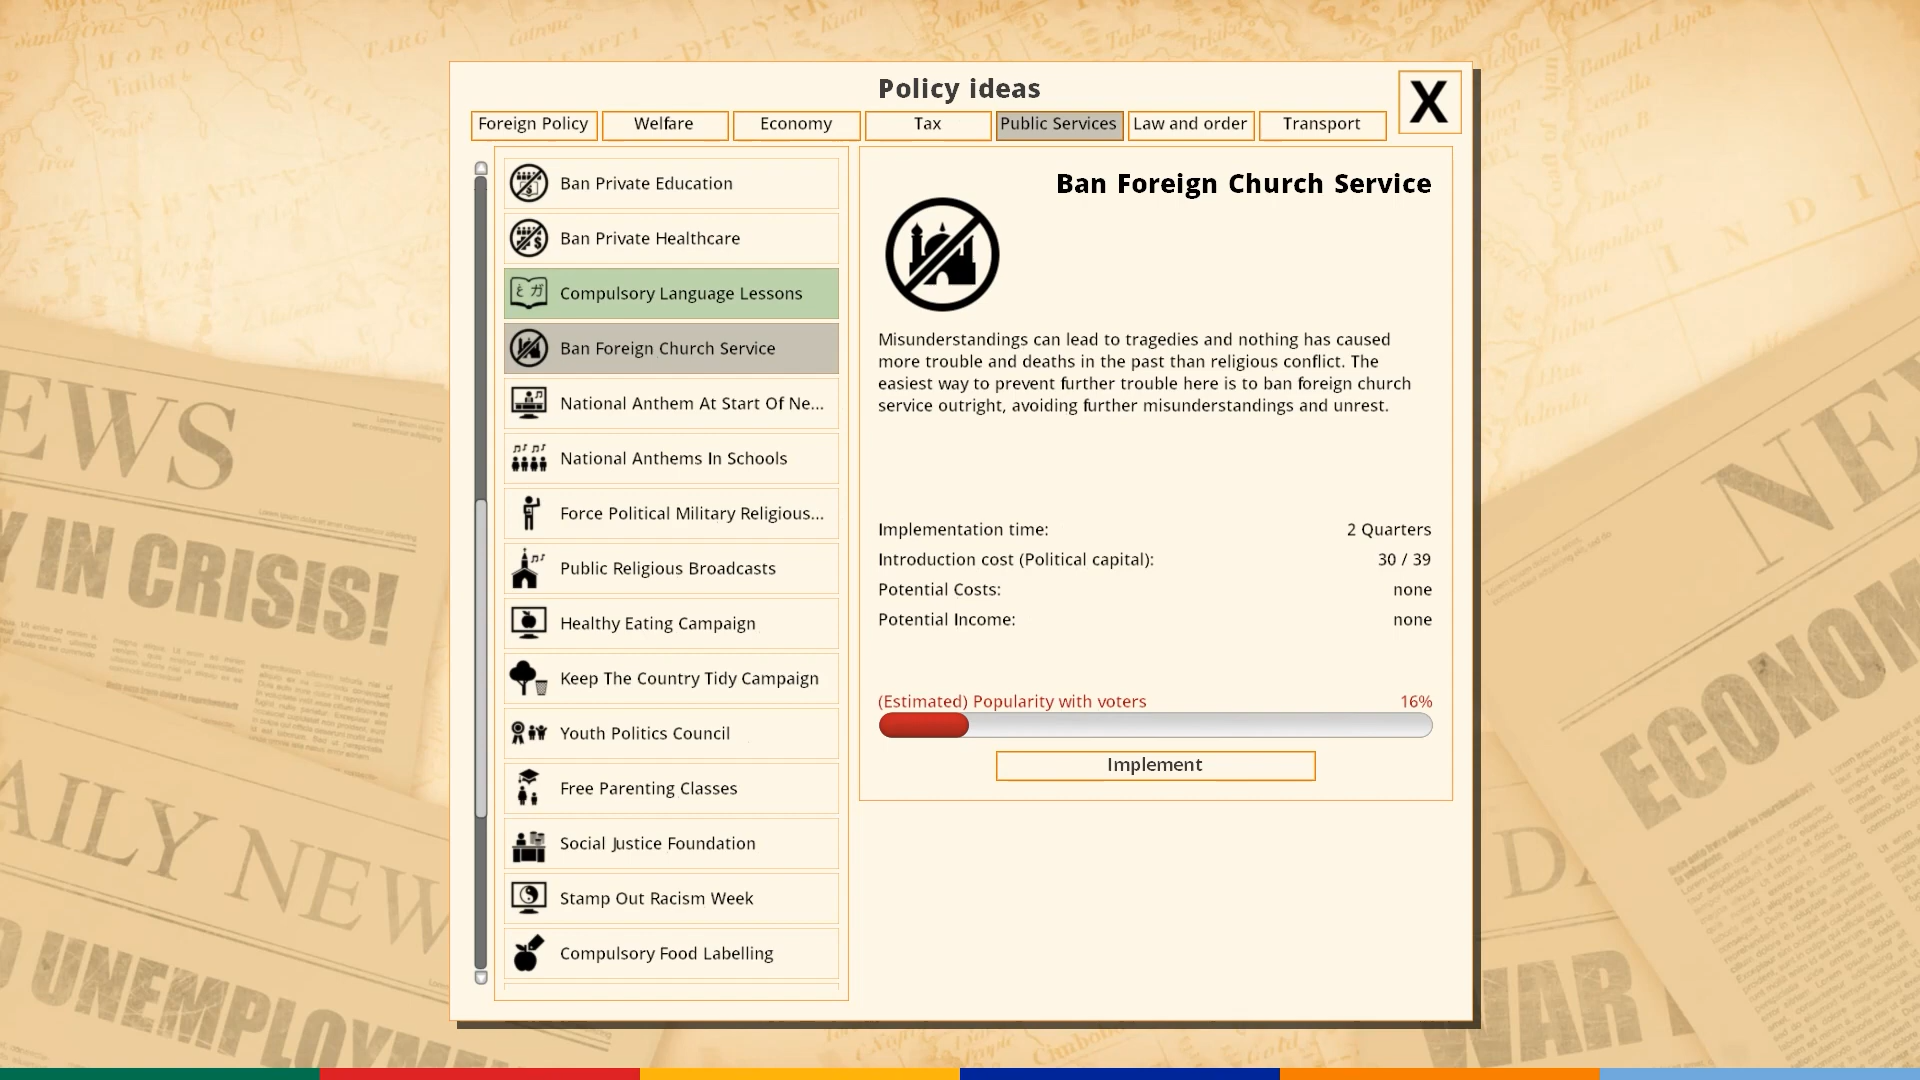 Policy ideas
X
Foreign Policy
Welfare
Economy
Tax
Public Services
Law and order
Transport
Ban Private Education
Ban Private Healthcare
Compulsory Language Lessons
Ban Foreign Church Service
National Anthem At Start Of Ne...
National Anthems In Schools
Force Political Military Religious...
Public Religious Broadcasts
Healthy Eating Campaign
Keep The Country Tidy Campaign
Youth Politics Council
Free Parenting Classes
Social Justice Foundation
Stamp Out Racism Week
Compulsory Food Labelling
Ban Foreign Church Service
Misunderstandings can lead to tragedies and nothing has caused
more trouble and deaths in the past than religious conflict. The
easiest way to prevent further trouble here is to ban foreign church
service outright, avoiding further misunderstandings and unrest.
Implementation time: 2 Quarters
Introduction cost (Political capital): 30 / 39
Potential Costs: none
Potential Income: none
(Estimated) Popularity with voters 16%
Implement
EWS
Y IN CRISIS!
AILY NEW
UNEMPLOYME
NE
ECONOM
DA
WAR
MOROCCO